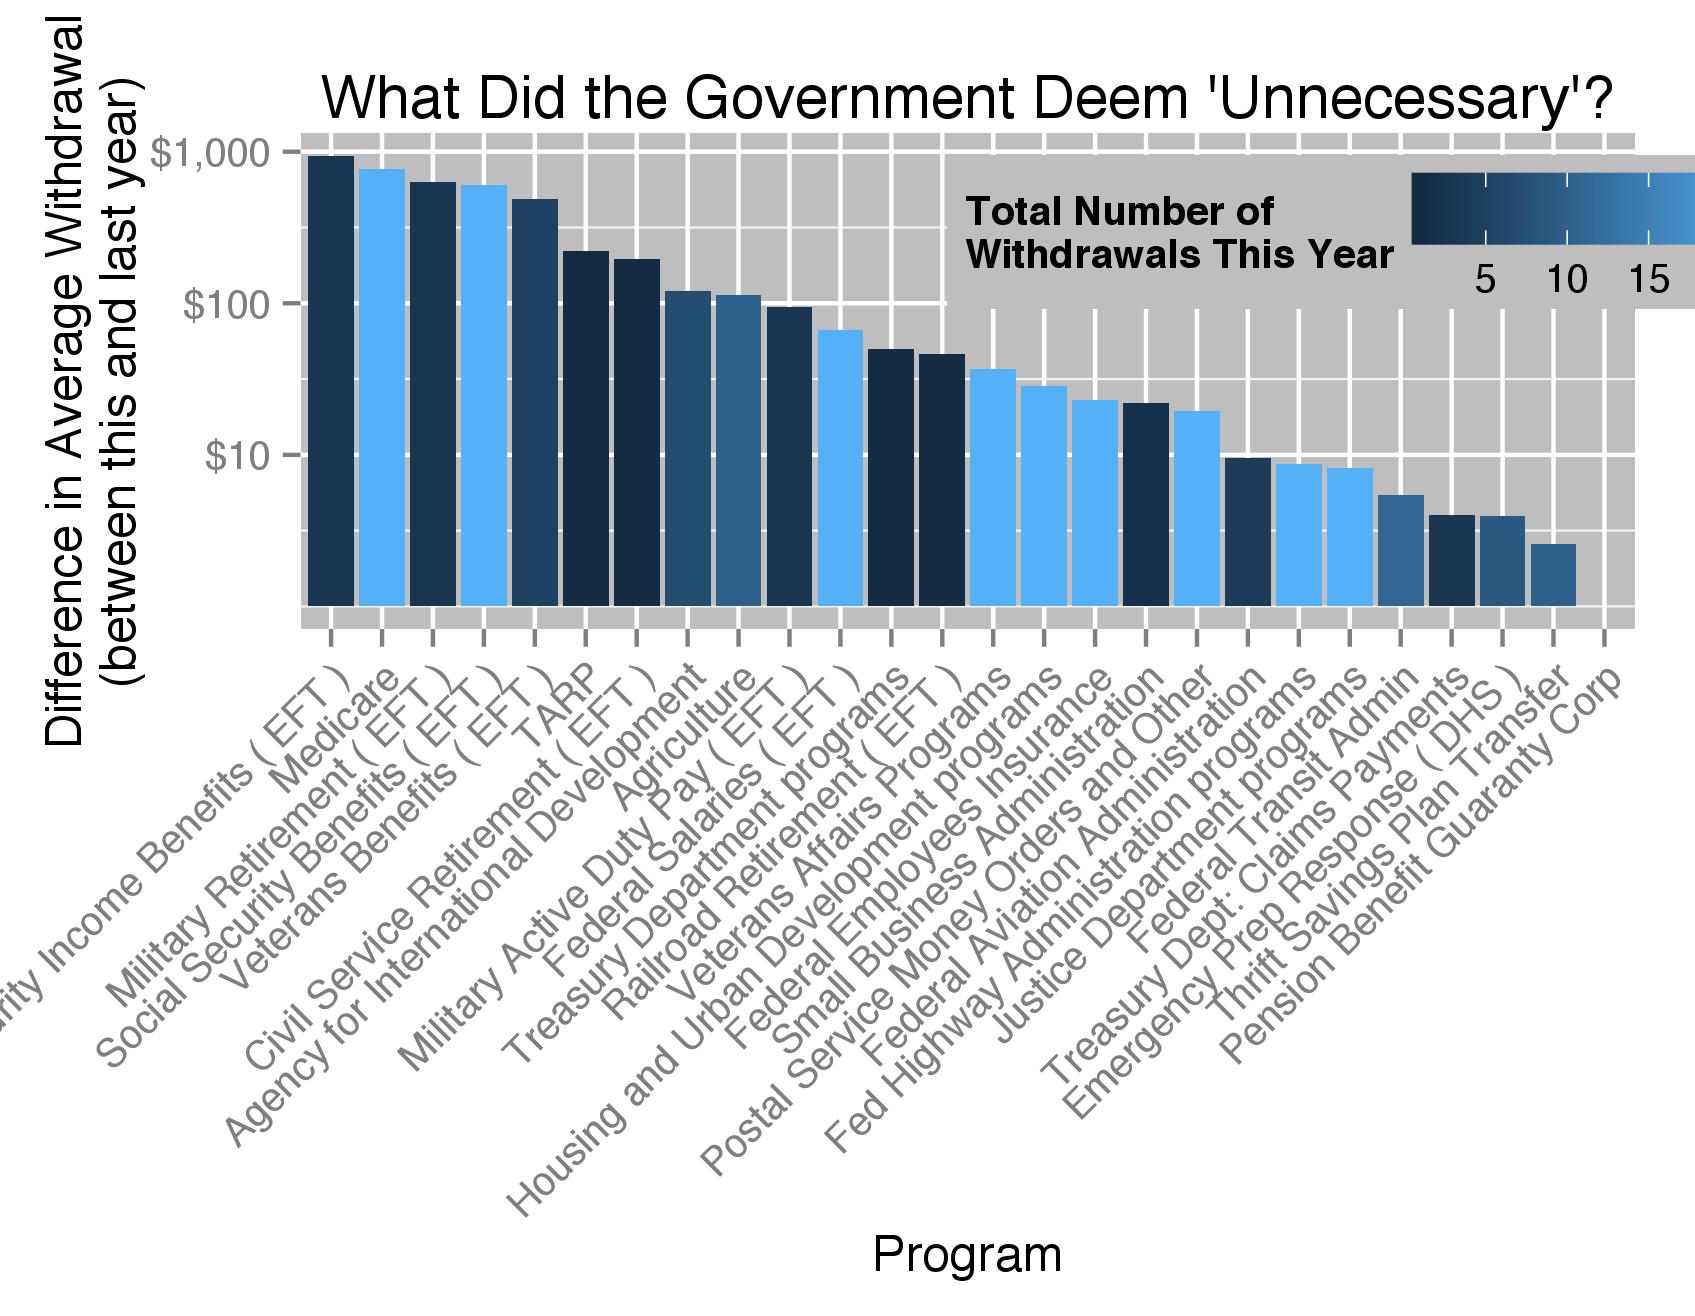 What Did the Government Deem 'Unnecessary'?
Difference in Average Withdrawal
(between this and last year)
$1,000
$100
$10
Total Number of
Withdrawals This Year
5
10
15
Income Benefits ( EFT )
Medicare
Military Retirement ( EFT )
Social Security Benefits ( EFT )
Veterans Benefits ( EFT )
TARP
Civil Service Retirement ( EFT )
Agency for International Development
Agriculture
Military Active Duty Pay ( EFT )
Federal Salaries ( EFT )
Treasury Department programs
Railroad Retirement ( EFT )
Veterans Affairs Programs
Housing and Urban Development programs
Federal Employees Insurance
Small Business Administration
Postal Service Money Orders and Other
Federal Aviation Administration
Fed Highway Administration programs
Justice Department programs
Federal Transit Admin
Treasury Dept: Claims Payments
Emergency Prep Response ( DHS )
Thrift Savings Plan Transfer
Pension Benefit Guaranty Corp
Program